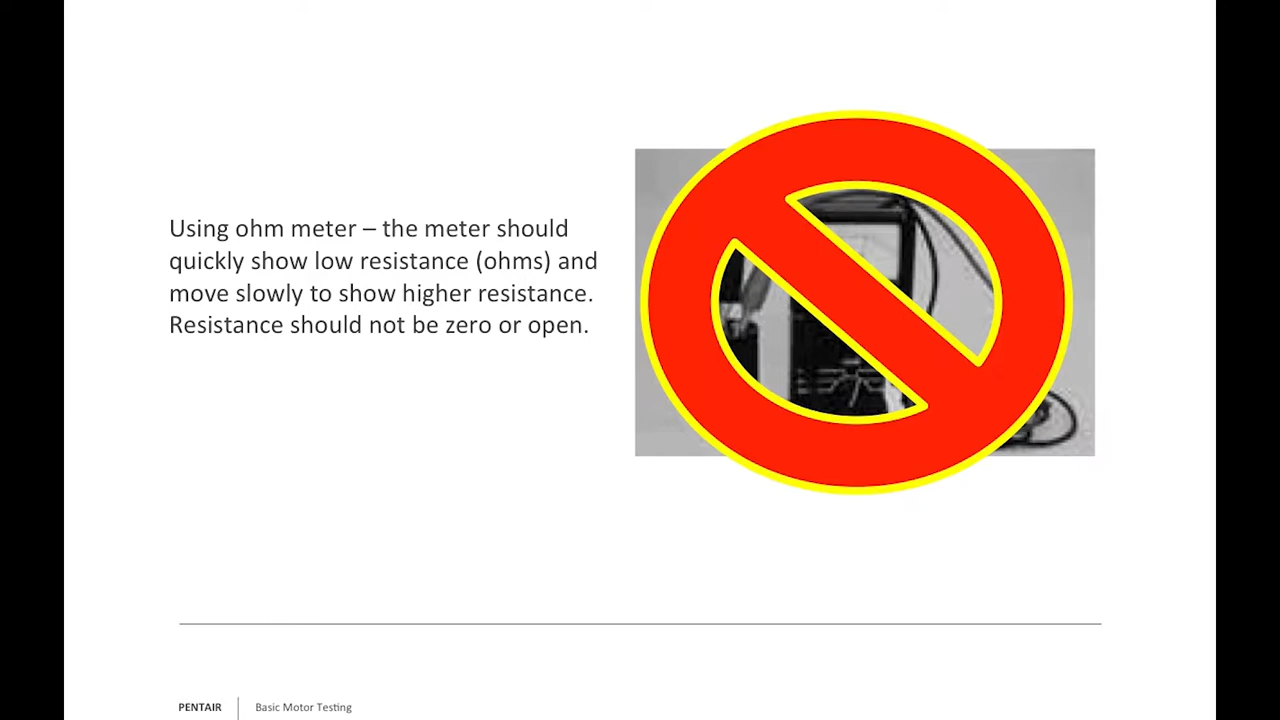 Using ohm meter – the meter should
quickly show low resistance (ohms) and
move slowly to show higher resistance.
Resistance should not be zero or open.
PENTAIR
Basic Motor Testing